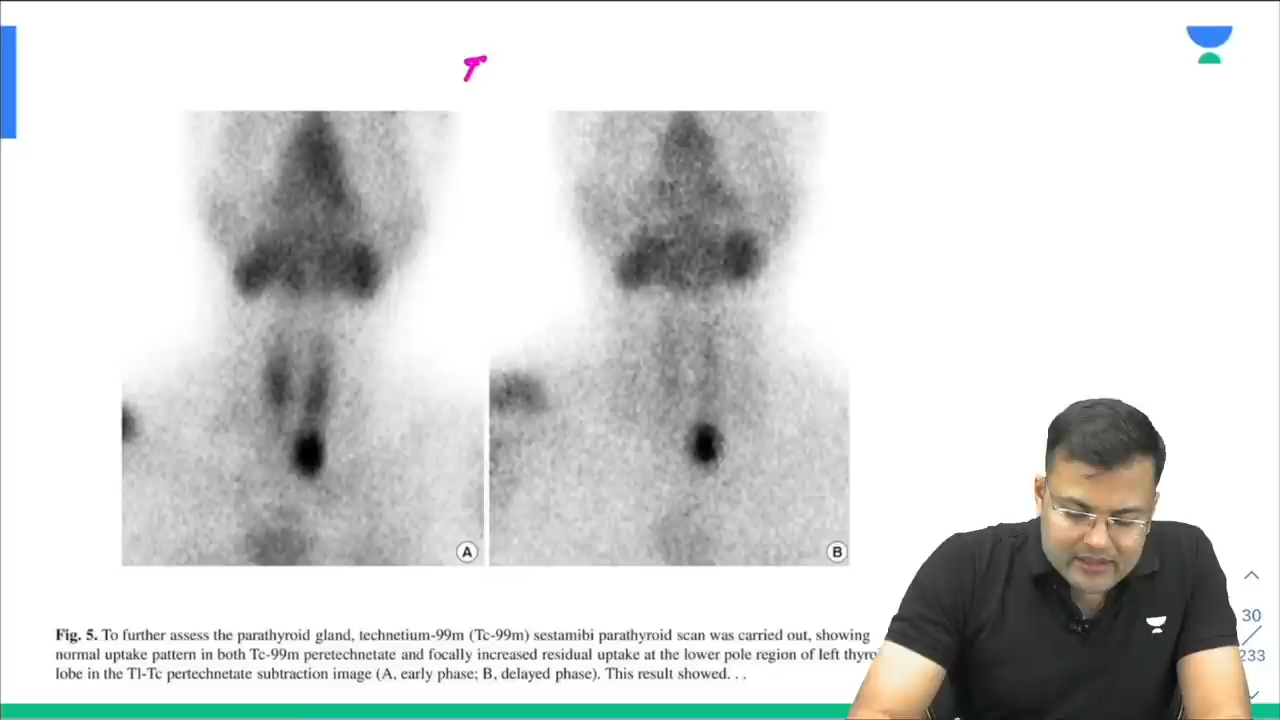 T
A
B
Fig. 5. To further assess the parathyroid gland, technetium-99m (Tc-99m) sestamibi parathyroid scan was carried out, showing
normal uptake pattern in both Tc-99m peretechnetate and focally increased residual uptake at the lower pole region of left
lobe in the Tl-Tc pertechnetate subtraction image (A, early phase; B, delayed phase). This result showed. . .
30
233